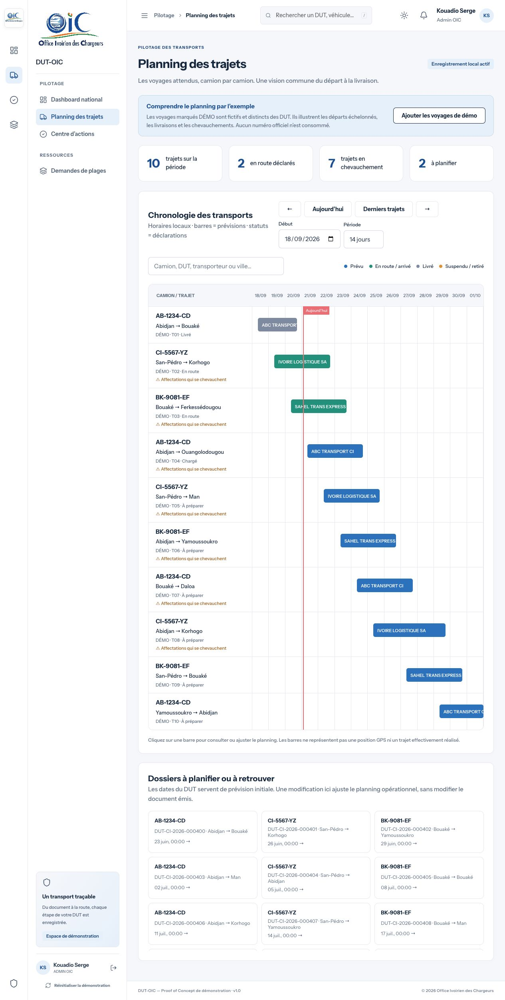 OiC
Office Ivoirien des Chargeurs
OiC
Office Ivoirien des Chargeurs
DUT-OIC
PILOTAGE
Dashboard national
Planning des trajets
Centre d'actions
RESSOURCES
Demandes de plages
Un transport traçable
Du document à la route, chaque
étape de votre DUT est
enregistrée.
Espace de démonstration
KS
Kouadio Serge
ADMIN OIC
Réinitialiser la démonstration
Pilotage > Planning des trajets
Rechercher un DUT, véhicule... /
Kouadio Serge
Admin OIC
KS
PILOTAGE DES TRANSPORTS
Planning des trajets
Enregistrement local actif
Les voyages attendus, camion par camion. Une vision commune du départ à la livraison.
Comprendre le planning par l'exemple
Les voyages marqués DÉMO sont fictifs et distincts des DUT. Ils illustrent les départs échelonnés,
les livraisons et les chevauchements. Aucun numéro officiel n'est consommé.
Ajouter les voyages de démo
10 trajets sur la
période
2 en route déclarés
7 trajets en
chevauchement
2 à planifier
Chronologie des transports
Horaires locaux · barres = prévisions · statuts
= déclarations
← Aujourd'hui Derniers trajets →
Début
18/09/2026
Période
14 jours
Camion, DUT, transporteur ou ville...
Prévu En route / arrivé Livré Suspendu / retiré
CAMION / TRAJET 18/09 19/09 20/09 21/09 22/09 23/09 24/09 25/09 26/09 27/09 28/09 29/09 30/09 01/10
Aujourd'hui
AB-1234-CD
Abidjan → Bouaké
DÉMO · T01 · Livré
ABC TRANSPORT
CI-5567-YZ
San-Pédro → Korhogo
DÉMO · T02 · En route
⚠ Affectations qui se chevauchent
IVOIRE LOGISTIQUE SA
BK-9081-EF
Bouaké → Ferkessédougou
DÉMO · T03 · En route
⚠ Affectations qui se chevauchent
SAHEL TRANS EXPRESS
AB-1234-CD
Abidjan → Ouangolodougou
DÉMO · T04 · Chargé
⚠ Affectations qui se chevauchent
ABC TRANSPORT CI
CI-5567-YZ
San-Pédro → Man
DÉMO · T05 · À préparer
⚠ Affectations qui se chevauchent
IVOIRE LOGISTIQUE SA
BK-9081-EF
Abidjan → Yamoussoukro
DÉMO · T06 · À préparer
⚠ Affectations qui se chevauchent
SAHEL TRANS EXPRESS
AB-1234-CD
Bouaké → Daloa
DÉMO · T07 · À préparer
⚠ Affectations qui se chevauchent
ABC TRANSPORT CI
CI-5567-YZ
Abidjan → Korhogo
DÉMO · T08 · À préparer
⚠ Affectations qui se chevauchent
IVOIRE LOGISTIQUE SA
BK-9081-EF
San-Pédro → Bouaké
DÉMO · T09 · À préparer
SAHEL TRANS EXPRESS
AB-1234-CD
Yamoussoukro → Abidjan
DÉMO · T10 · À préparer
ABC TRANSPORT C
Cliquez sur une barre pour consulter ou ajuster le planning. Les barres ne représentent pas une position GPS ni un trajet effectivement réalisé.
Dossiers à planifier ou à retrouver
Les dates du DUT servent de prévision initiale. Une modification ici ajuste le planning opérationnel, sans modifier le
document émis.
AB-1234-CD
DUT-CI-2026-000400 · Abidjan → Bouaké
23 juin, 00:00 →
CI-5567-YZ
DUT-CI-2026-000401 · San-Pédro →
Korhogo
26 juin, 00:00 →
BK-9081-EF
DUT-CI-2026-000402 · Bouaké →
Yamoussoukro
29 juin, 00:00 →
AB-1234-CD
DUT-CI-2026-000403 · Abidjan → Man
02 juil., 00:00 →
CI-5567-YZ
DUT-CI-2026-000404 · San-Pédro →
Abidjan
05 juil., 00:00 →
BK-9081-EF
DUT-CI-2026-000405 · Bouaké → Bouaké
08 juil., 00:00 →
AB-1234-CD
DUT-CI-2026-000406 · Abidjan → Korhogo
11 juil., 00:00 →
CI-5567-YZ
DUT-CI-2026-000407 · San-Pédro →
Yamoussoukro
14 juil., 00:00 →
BK-9081-EF
DUT-CI-2026-000408 · Bouaké → Man
17 juil., 00:00 →
DUT-OIC — Proof of Concept de démonstration · v1.0
© 2026 Office Ivoirien des Chargeurs